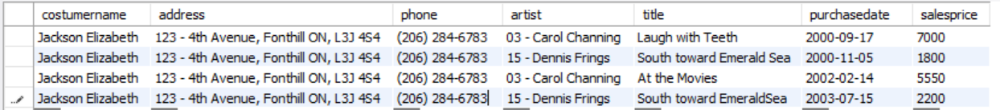 costumername address phone artist title purchasedate salesprice
Jackson Elizabeth 123 - 4th Avenue, Fonthill ON, L3J 4S4 (206) 284-6783 03 - Carol Channing Laugh with Teeth 2000-09-17 7000
Jackson Elizabeth 123 - 4th Avenue, Fonthill ON, L3J 4S4 (206) 284-6783 15 - Dennis Frings South toward Emerald Sea 2000-11-05 1800
Jackson Elizabeth 123 - 4th Avenue, Fonthill ON, L3J 4S4 (206) 284-6783 03 - Carol Channing At the Movies 2002-02-14 5550
Jackson Elizabeth 123 - 4th Avenue, Fonthill ON, L3J 4S4 (206) 284-6783 15 - Dennis Frings South toward EmeraldSea 2003-07-15 2200